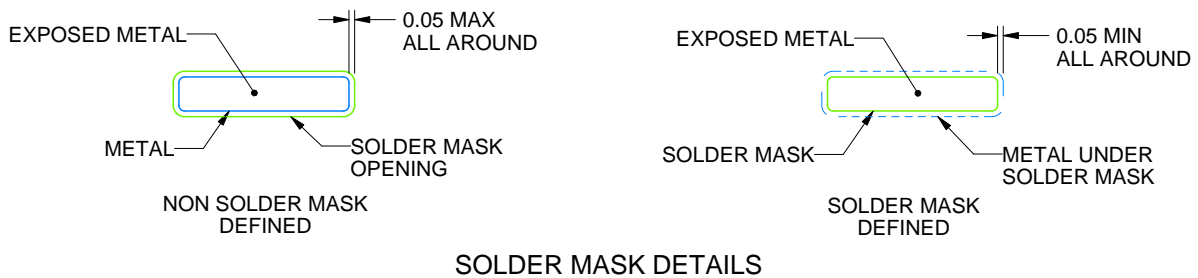 0.05 MAX
ALL AROUND
EXPOSED METAL
METAL
SOLDER MASK
OPENING
NON SOLDER MASK
DEFINED
0.05 MIN
ALL AROUND
EXPOSED METAL
SOLDER MASK
METAL UNDER
SOLDER MASK
SOLDER MASK
DEFINED
SOLDER MASK DETAILS